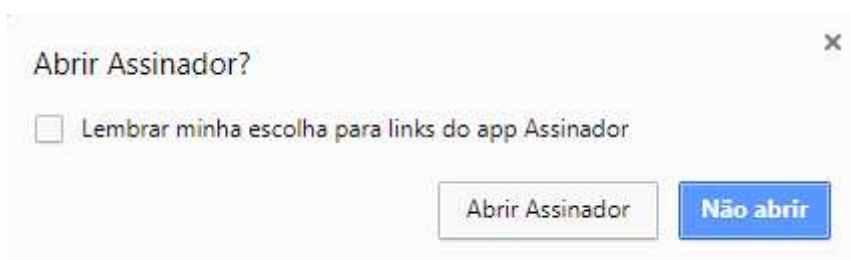 Abrir Assinador?
Lembrar minha escolha para links do app Assinador
Abrir Assinador
Não abrir